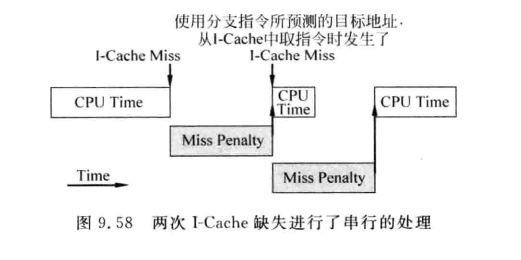 使用分支指令所预测的目标地址,
从I-Cache中取指令时发生了
I-Cache Miss
I-Cache Miss
CPU Time
CPU Time
CPU Time
Miss Penalty
Miss Penalty
Time
图 9.58 两次 I-Cache 缺失进行了串行的处理